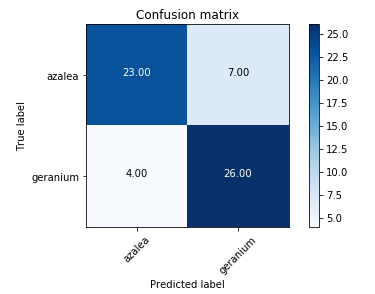 Confusion matrix
True label
azalea
23.00
7.00
geranium
4.00
26.00
azalea
geranium
Predicted label
25.0
22.5
20.0
17.5
15.0
12.5
10.0
7.5
5.0